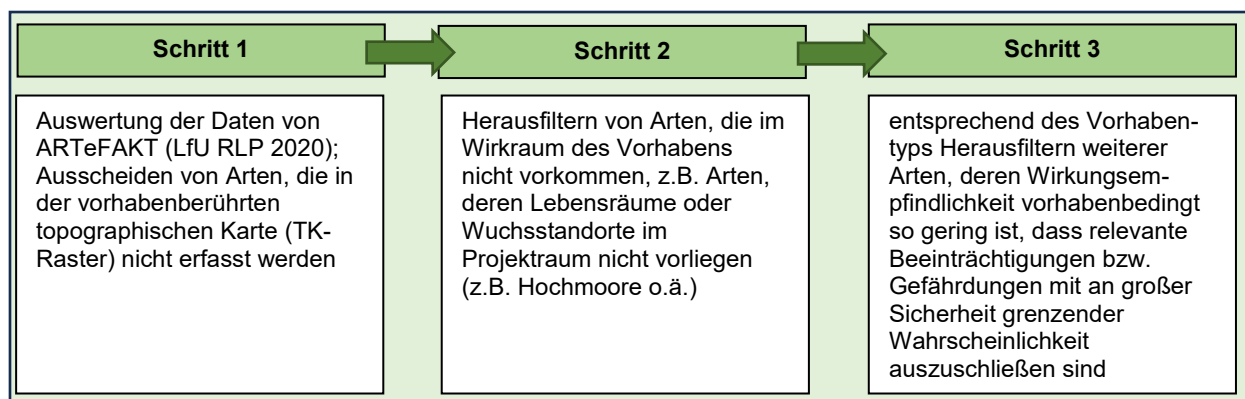 Schritt 1
Schritt 2
Schritt 3
Auswertung der Daten von
ARTeFAKT (LfU RLP 2020);
Ausscheiden von Arten, die in
der vorhabenberührten
topographischen Karte (TK-
Raster) nicht erfasst werden
Herausfiltern von Arten, die im
Wirkraum des Vorhabens
nicht vorkommen, z.B. Arten,
deren Lebensräume oder
Wuchsstandorte im
Projektraum nicht vorliegen
(z.B. Hochmoore o.ä.)
entsprechend des Vorhaben-
typs Herausfiltern weiterer
Arten, deren Wirkungsem-
pfindlichkeit vorhabenbedingt
so gering ist, dass relevante
Beeinträchtigungen bzw.
Gefährdungen mit an großer
Sicherheit grenzender
Wahrscheinlichkeit
auszuschließen sind